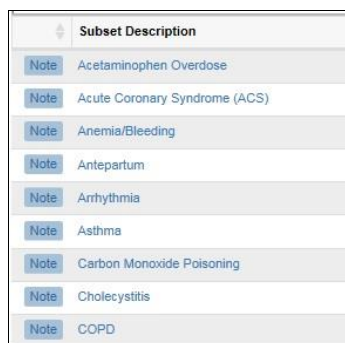 Subset Description
Note Acetaminophen Overdose
Note Acute Coronary Syndrome (ACS)
Note Anemia/Bleeding
Note Antepartum
Note Arrhythmia
Note Asthma
Note Carbon Monoxide Poisoning
Note Cholecystitis
Note COPD